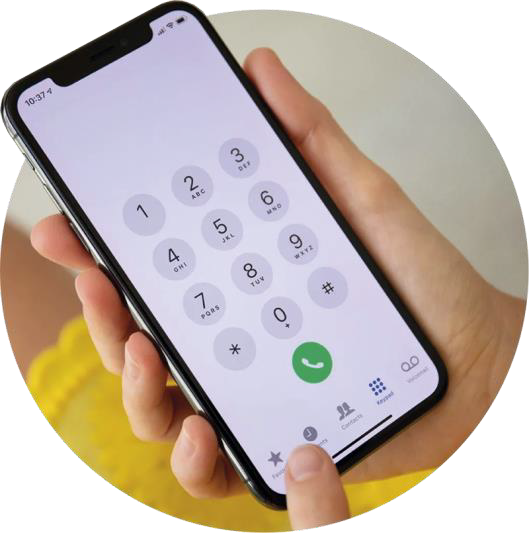 10:37
1
2
ABC
3
DEF
4
GHI
5
JKL
6
MNO
7
PQRS
8
TUV
9
WXYZ
*
0
+
#
Contacts
Keypad
Voicemail